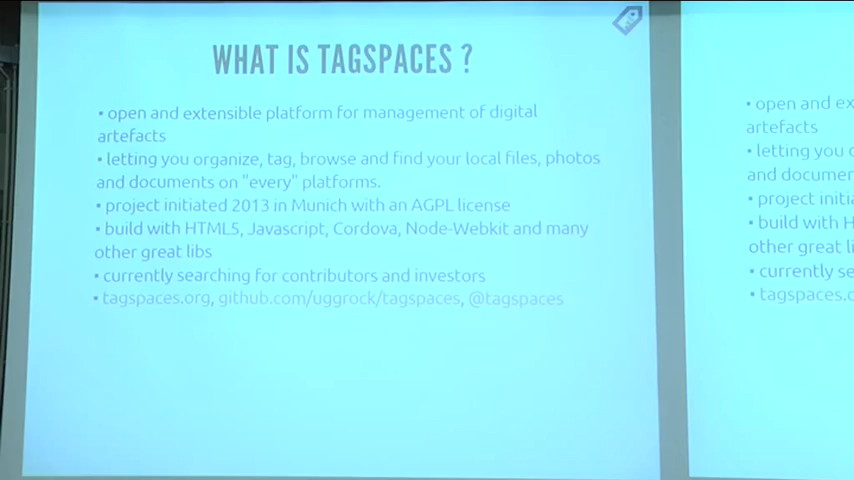 WHAT IS TAGSPACES ?
• open and extensible platform for management of digital
artefacts
• letting you organize, tag, browse and find your local files, photos
and documents on "every" platforms.
• project initiated 2013 in Munich with an AGPL license
• build with HTML5, Javascript, Cordova, Node-Webkit and many
other great libs
• currently searching for contributors and investors
• tagspaces.org, github.com/uggrock/tagspaces, @tagspaces
• open and ex
artefacts
• letting you
and documen
• project initia
• build with H
other great li
• currently se
• tagspaces.